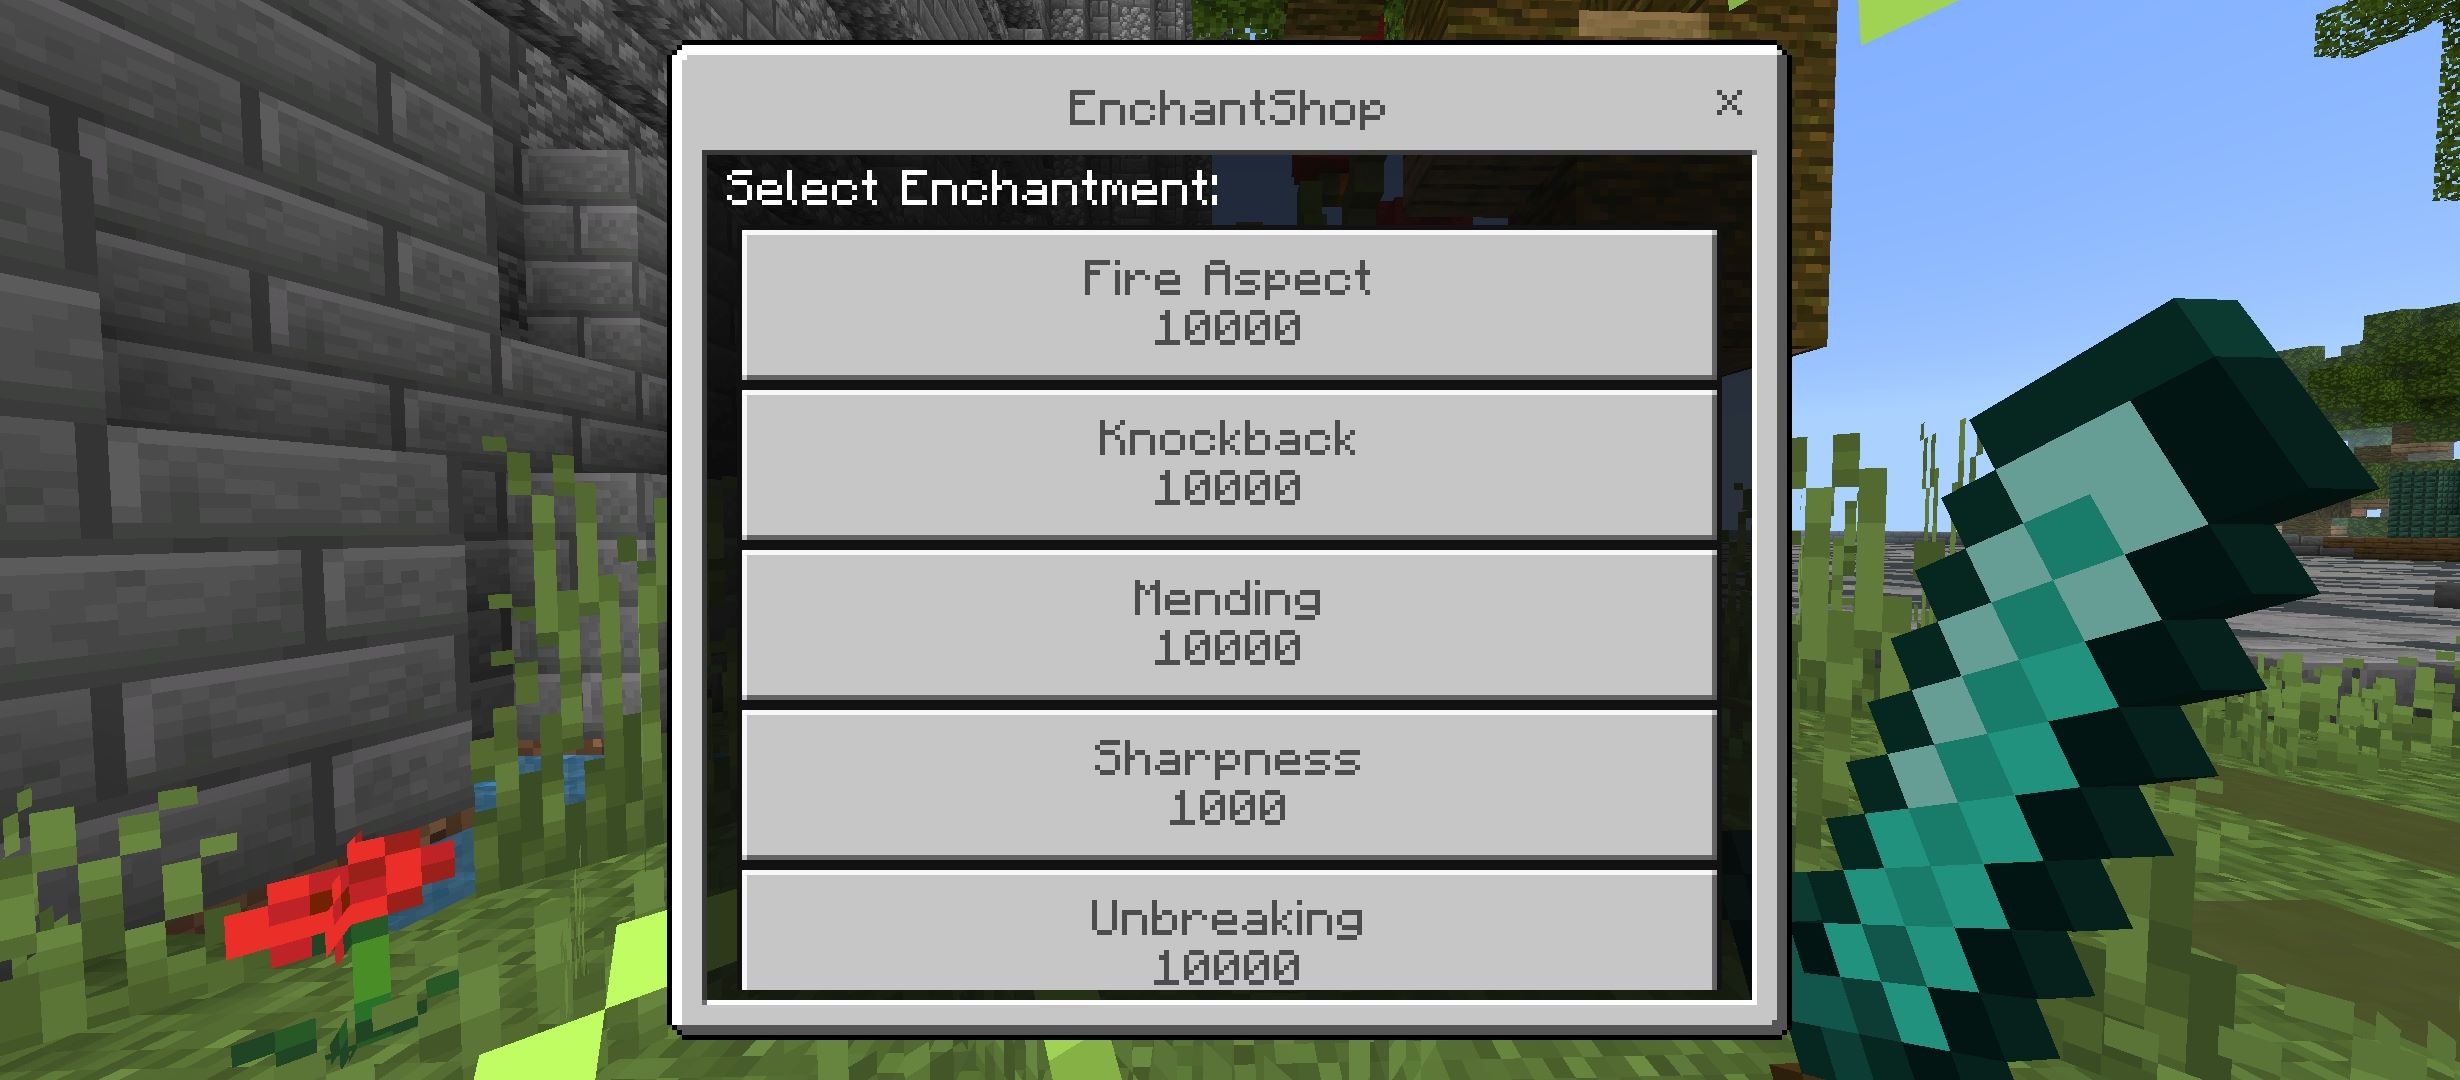 EnchantShop
Select Enchantment:
Fire Aspect
10000
Knockback
10000
Mending
10000
Sharpness
1000
Unbreaking
10000